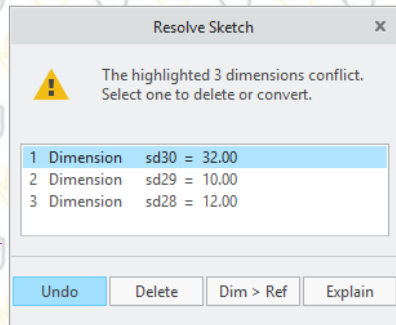 Resolve Sketch x
The highlighted 3 dimensions conflict.
Select one to delete or convert.
1 Dimension sd30 = 32.00
2 Dimension sd29 = 10.00
3 Dimension sd28 = 12.00
Undo Delete Dim > Ref Explain